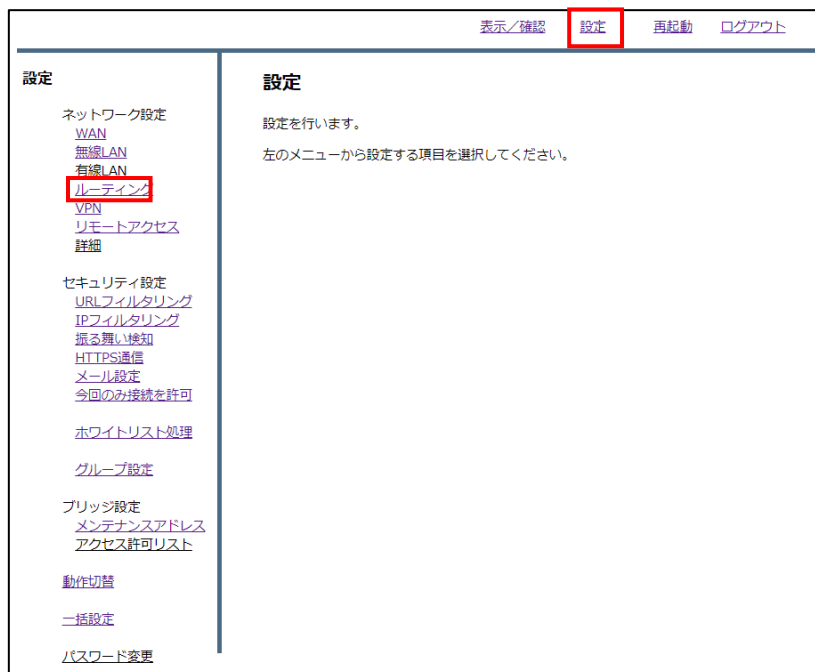 表示／確認 設定 再起動 ログアウト
設定
ネットワーク設定
WAN
無線LAN
有線LAN
ルーティング
VPN
リモートアクセス
詳細
セキュリティ設定
URLフィルタリング
IPフィルタリング
振る舞い検知
HTTPS通信
メール設定
今回のみ接続を許可
ホワイトリスト処理
グループ設定
ブリッジ設定
メンテナンスアドレス
アクセス許可リスト
動作切替
一括設定
パスワード変更
設定
設定を行います。
左のメニューから設定する項目を選択してください。